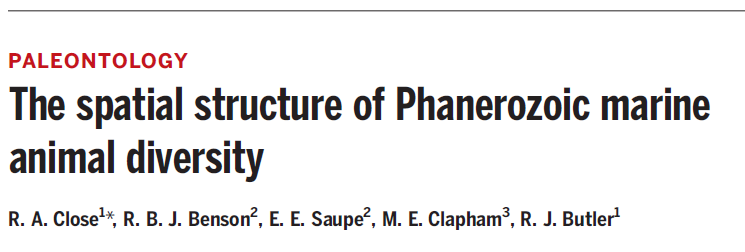 PALEONTOLOGY
The spatial structure of Phanerozoic marine
animal diversity
R. A. Close¹*, R. B. J. Benson², E. E. Saupe², M. E. Clapham³, R. J. Butler¹